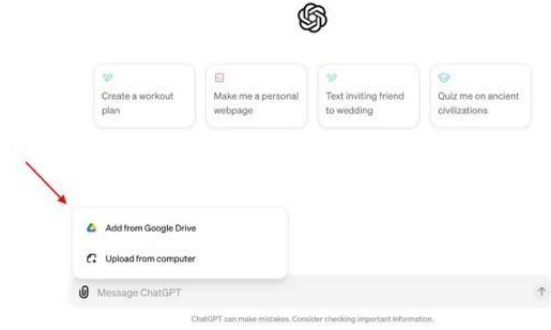 Create a workout
plan
Make me a personal
webpage
Text inviting friend
to wedding
Quiz me on ancient
civilizations
Add from Google Drive
Upload from computer
Message ChatGPT
ChatGPT can make mistakes. Consider checking important information.